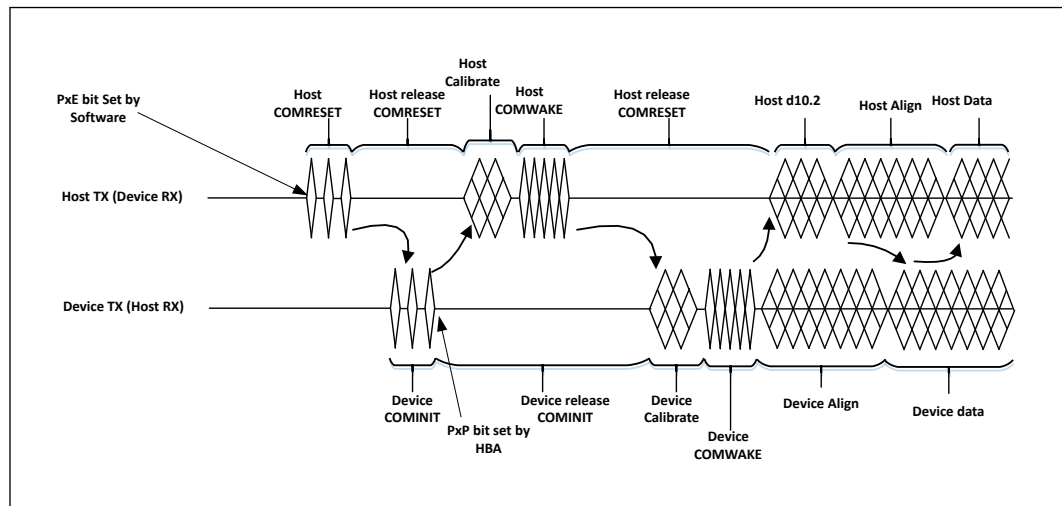 Host
Calibrate
Host
COMRESET
Host release
COMRESET
Host
COMWAKE
Host release
COMRESET
Host d10.2
Host Align
Host Data
PxE bit Set by
Software
Host TX (Device RX)
Device TX (Host RX)
Device
COMINIT
PxP bit set by
HBA
Device release
COMINIT
Device
Calibrate
Device
COMWAKE
Device Align
Device data